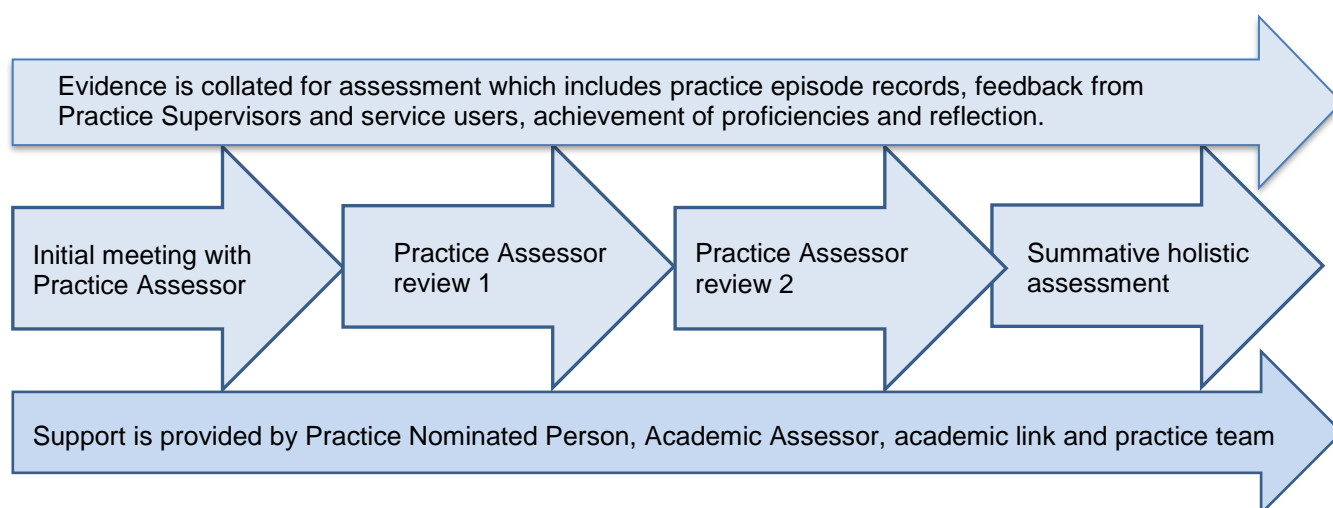 Evidence is collated for assessment which includes practice episode records, feedback from
Practice Supervisors and service users, achievement of proficiencies and reflection.
Initial meeting with
Practice Assessor
Practice Assessor
review 1
Practice Assessor
review 2
Summative holistic
assessment
Support is provided by Practice Nominated Person, Academic Assessor, academic link and practice team